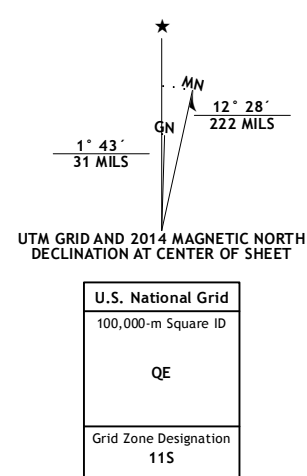 ★
MN
GN
12° 28´
222 MILS
1° 43´
31 MILS
UTM GRID AND 2014 MAGNETIC NORTH
DECLINATION AT CENTER OF SHEET
U.S. National Grid
100,000-m Square ID
QE
Grid Zone Designation
11S